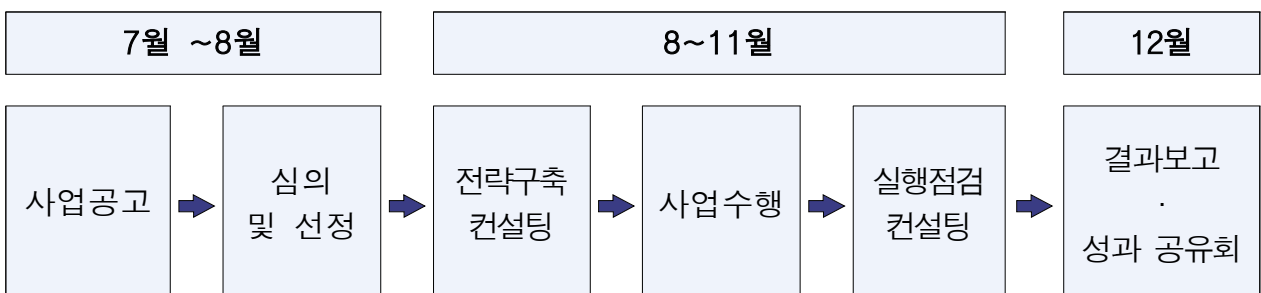 7월 ~8월
8~11월
12월
사업공고
심의
및 선정
전략구축
컨설팅
사업수행
실행점검
컨설팅
결과보고
·
성과 공유회